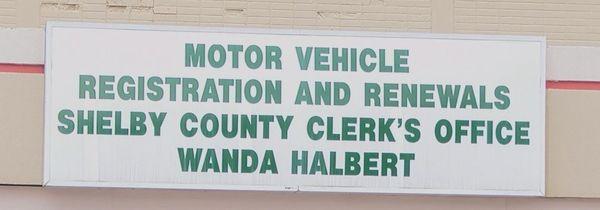 MOTOR VEHICLE
REGISTRATION AND RENEWALS
SHELBY COUNTY CLERK'S OFFICE
WANDA HALBERT